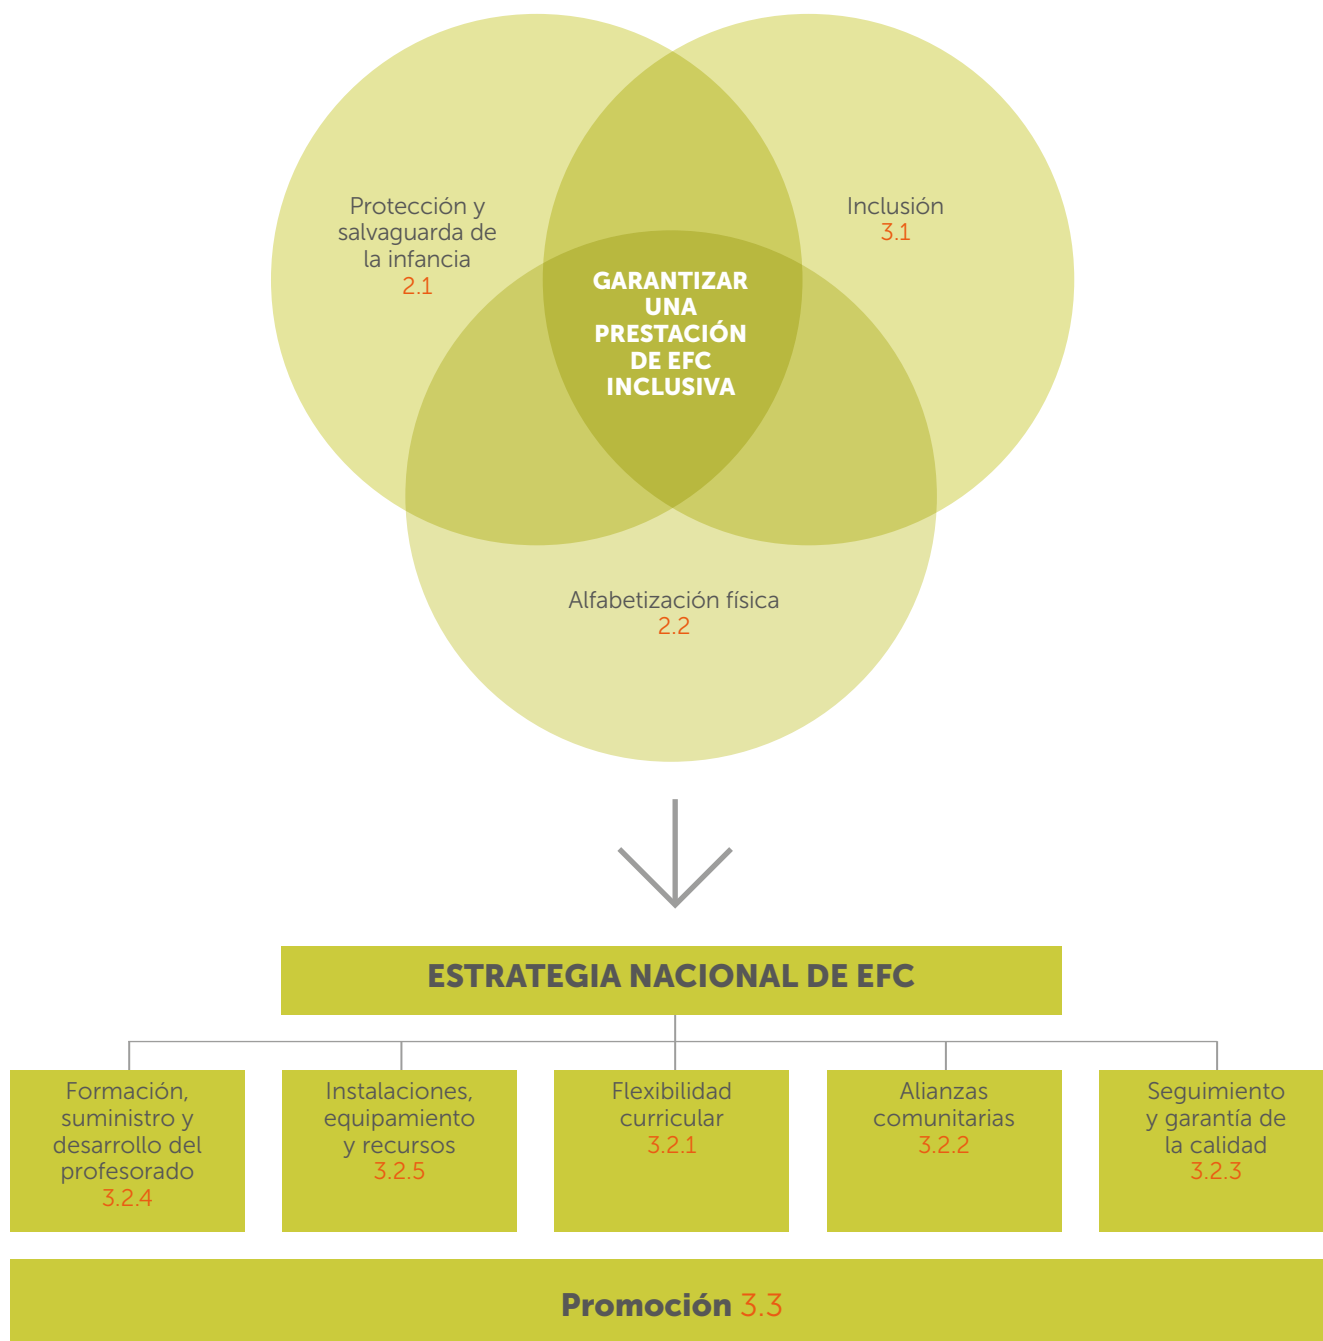 Protección y
salvaguarda de
la infancia
2.1
Inclusión
3.1
GARANTIZAR
UNA
PRESTACIÓN
DE EFC
INCLUSIVA
Alfabetización física
2.2
ESTRATEGIA NACIONAL DE EFC
Formación,
suministro y
desarrollo del
profesorado
3.2.4
Instalaciones,
equipamiento
y recursos
3.2.5
Flexibilidad
curricular
3.2.1
Alianzas
comunitarias
3.2.2
Seguimiento
y garantía de
la calidad
3.2.3
Promoción 3.3